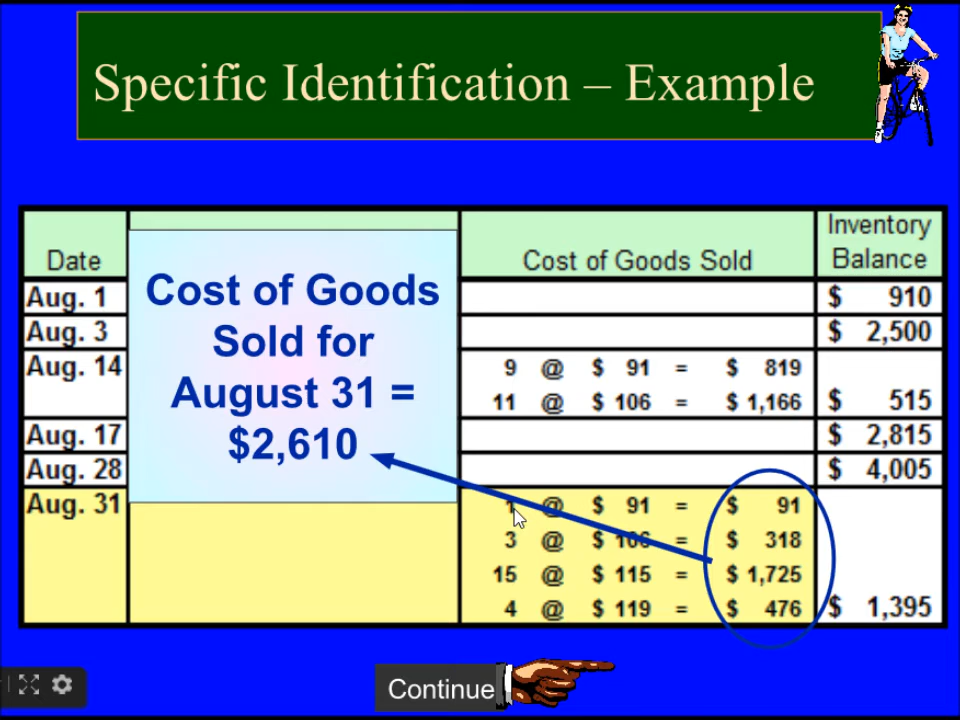 Specific Identification – Example
Date
Cost of Goods Sold
Inventory
Balance
Cost of Goods
Sold for
August 31 =
$2,610
Aug. 1
$ 910
Aug. 3
$ 2,500
Aug. 14
9 @ $ 91 = $ 819
11 @ $ 106 = $ 1,166
$ 515
Aug. 17
$ 2,815
Aug. 28
$ 4,005
Aug. 31
1 @ $ 91 = $ 91
3 @ $ 106 = $ 318
15 @ $ 115 = $ 1,725
4 @ $ 119 = $ 476
$ 1,395
Continue